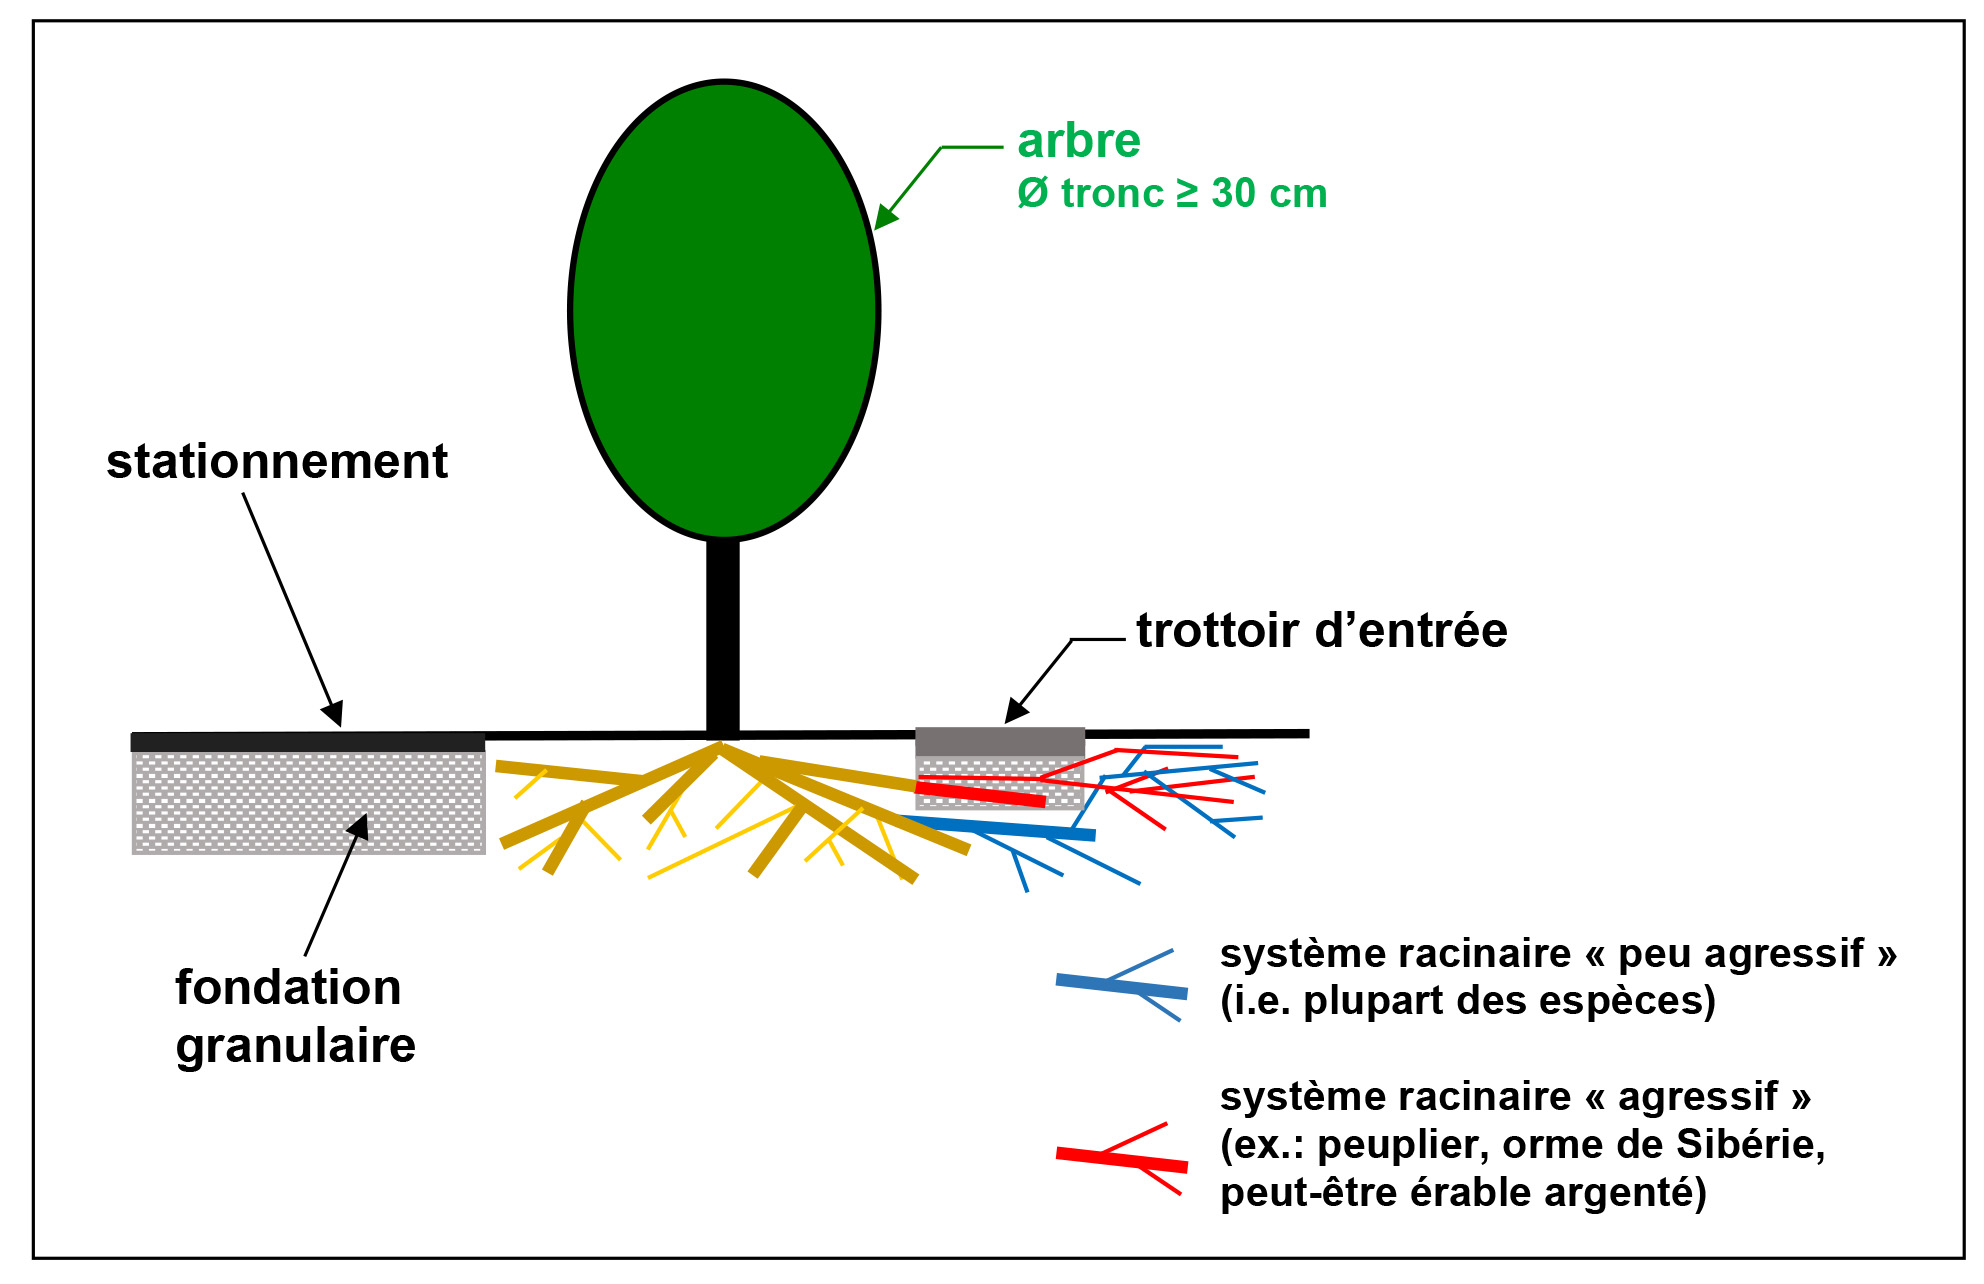 arbre
Ø tronc ≥ 30 cm
stationnement
trottoir d’entrée
fondation
granulaire
système racinaire « peu agressif »
(i.e. plupart des espèces)
système racinaire « agressif »
(ex.: peuplier, orme de Sibérie,
peut-être érable argenté)